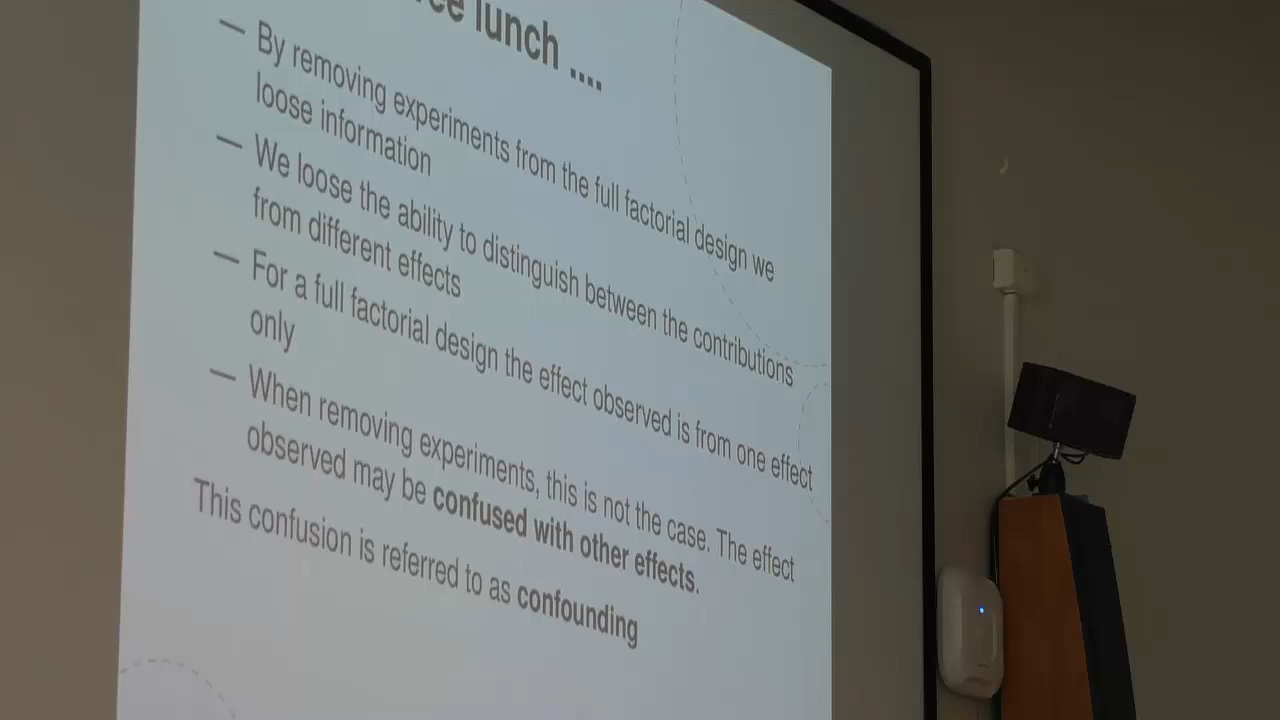 lunch ....
— By removing experiments from the full factorial design we
loose information
— We loose the ability to distinguish between the contributions
from different effects
— For a full factorial design the effect observed is from one effect
only
— When removing experiments, this is not the case. The effect
observed may be confused with other effects.
This confusion is referred to as confounding